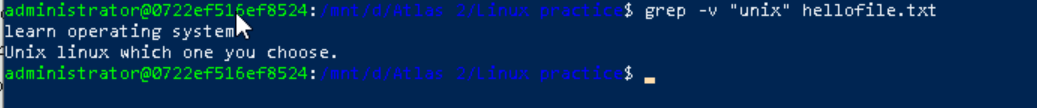 administrator@0722ef516ef8524:/mnt/d/Atlas 2/Linux practice$ grep -v "unix" hellofile.txt
learn operating system
Unix linux which one you choose.
administrator@0722ef516ef8524:/mnt/d/Atlas 2/Linux practice$